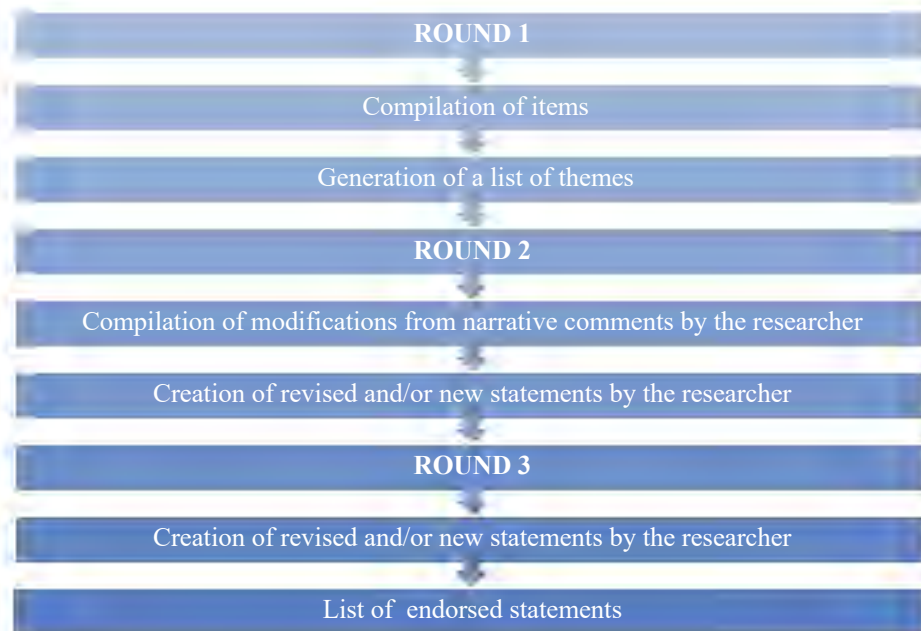 ROUND 1
Compilation of items
Generation of a list of themes
ROUND 2
Compilation of modifications from narrative comments by the researcher
Creation of revised and/or new statements by the researcher
ROUND 3
Creation of revised and/or new statements by the researcher
List of endorsed statements